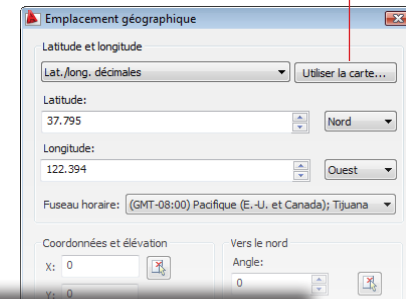 Emplacement géographique
Latitude et longitude
Lat./long. décimales
Utiliser la carte...
Latitude:
37.795
Nord
Longitude:
122.394
Ouest
Fuseau horaire: (GMT-08:00) Pacifique (E.-U. et Canada); Tijuana
Coordonnées et élévation
Vers le nord
X: 0
Angle:
0
Y: 0